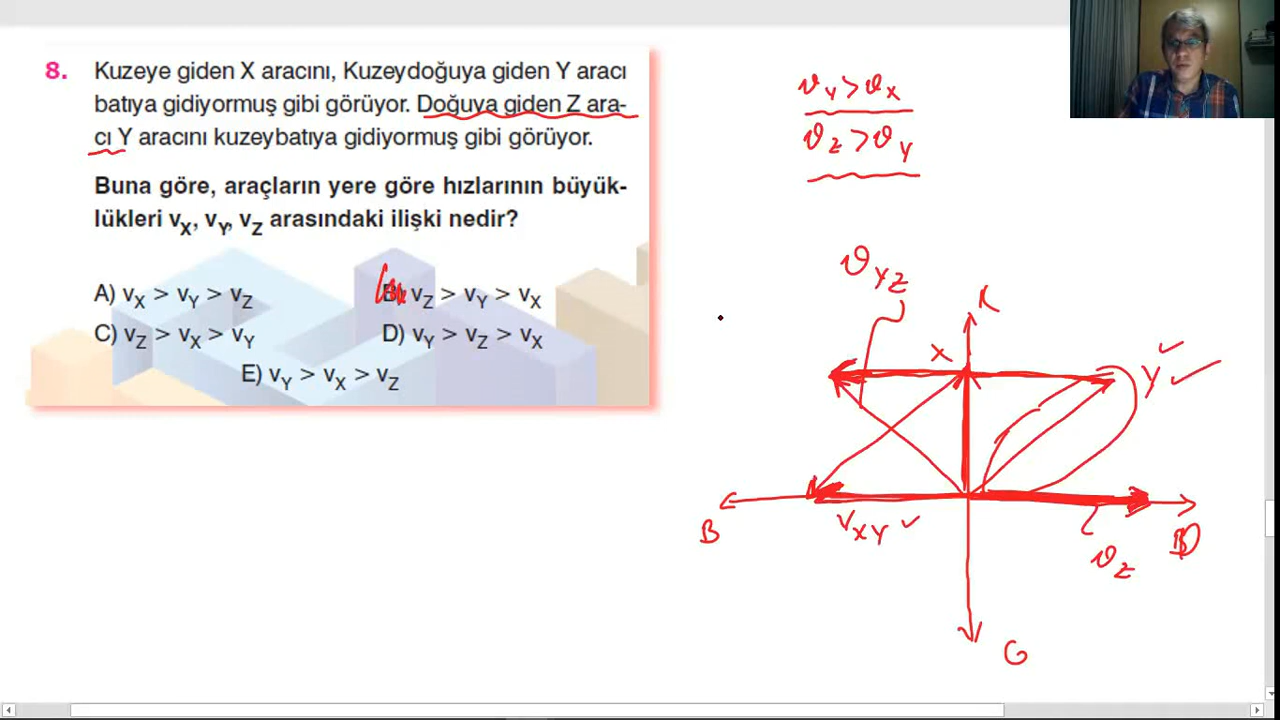 8. Kuzeye giden X aracını, Kuzeydoğuya giden Y aracı
batıya gidiyormuş gibi görüyor. Doğuya giden Z ara-
cı Y aracını kuzeybatıya gidiyormuş gibi görüyor.
Buna göre, araçların yere göre hızlarının büyük-
lükleri vX, vY, vZ arasındaki ilişki nedir?
A) vX > vY > vZ
B) vZ > vY > vX
C) vZ > vX > vY
D) vY > vZ > vX
E) vY > vX > vZ
vY > vX
vZ > vY
vYZ
K
X
Y
B
vXY
D
vZ
G